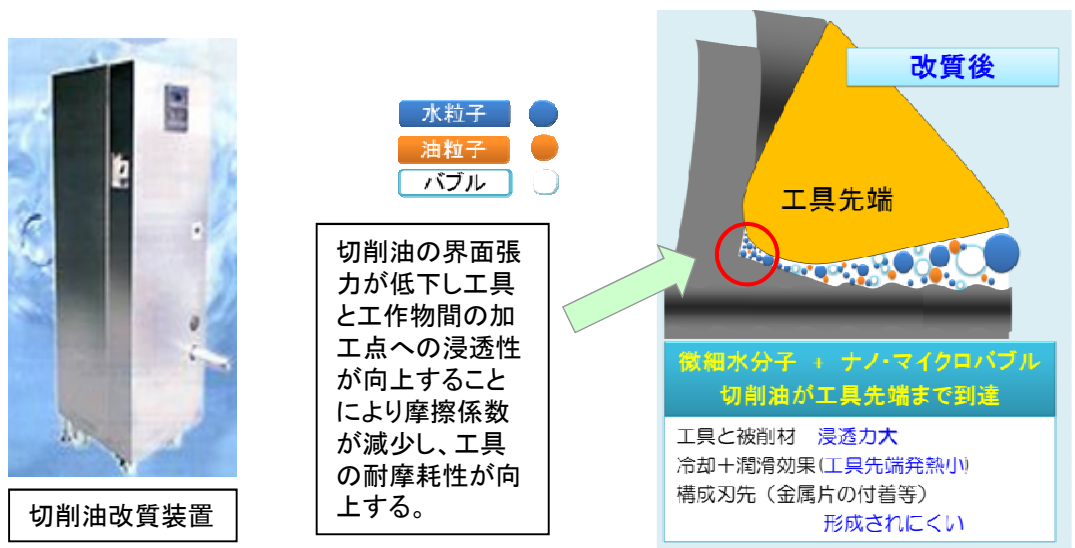 切削油改質装置
水粒子
油粒子
バブル
切削油の界面張
力が低下し工具
と工作物間の加
工点への浸透性
が向上すること
により摩擦係数
が減少し、工具
の耐摩耗性が向
上する。
改質後
工具先端
微細水分子 + ナノ・マイクロバブル
切削油が工具先端まで到達
工具と被削材 浸透力大
冷却+潤滑効果(工具先端発熱小)
構成刃先（金属片の付着等）
形成されにくい